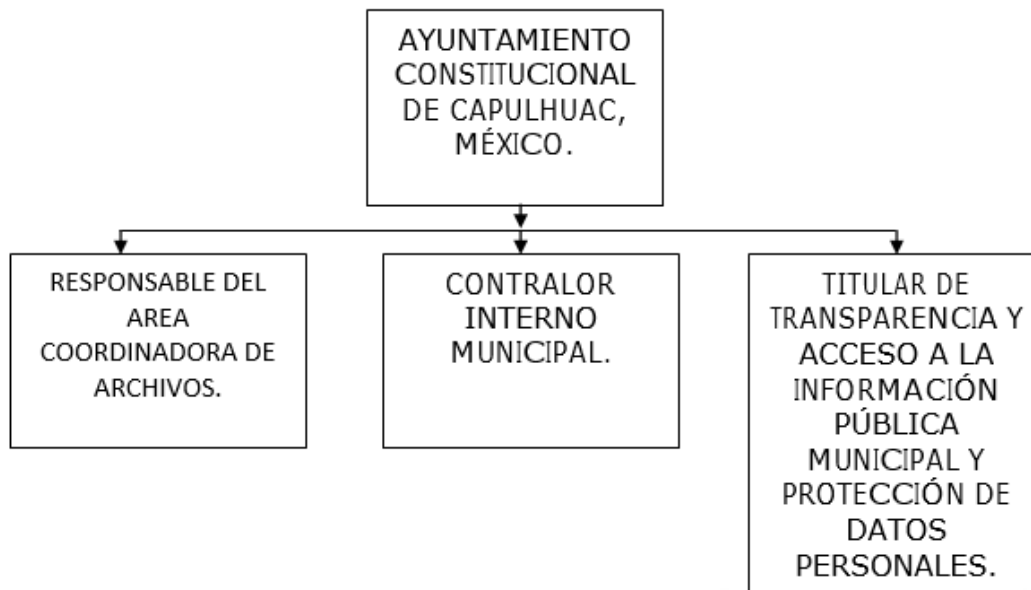 AYUNTAMIENTO
CONSTITUCIONAL
DE CAPULHUAC,
MÉXICO.
RESPONSABLE DEL
AREA
COORDINADORA DE
ARCHIVOS.
CONTRALOR
INTERNO
MUNICIPAL.
TITULAR DE
TRANSPARENCIA Y
ACCESO A LA
INFORMACIÓN
PÚBLICA
MUNICIPAL Y
PROTECCIÓN DE
DATOS
PERSONALES.